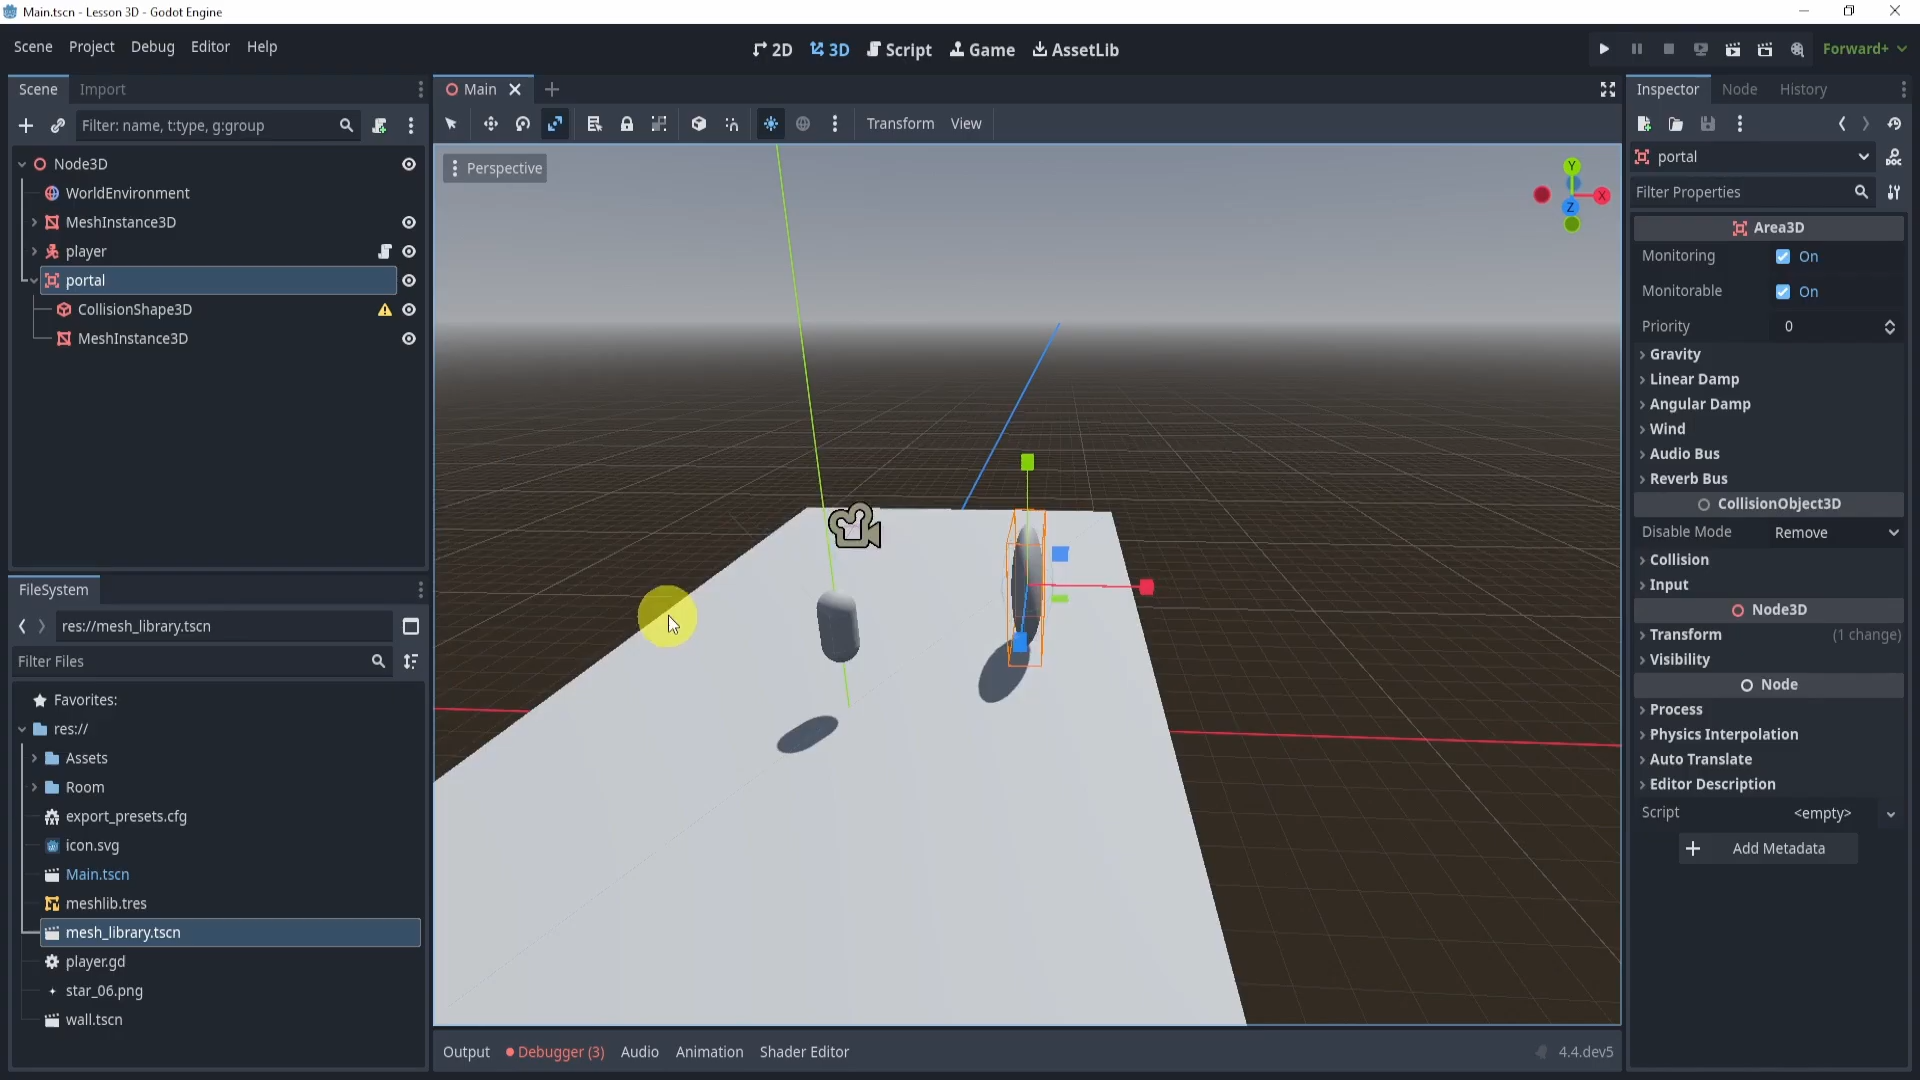 Main.tscn - Lesson 3D - Godot Engine
Scene Project Debug Editor Help
2D 3D Script Game AssetLib
Forward+
Scene Import
Filter: name, t:type, g:group
Node3D
WorldEnvironment
MeshInstance3D
player
portal
CollisionShape3D
MeshInstance3D
FileSystem
res://mesh_library.tscn
Filter Files
Favorites:
res://
Assets
Room
export_presets.cfg
icon.svg
Main.tscn
meshlib.tres
mesh_library.tscn
player.gd
star_06.png
wall.tscn
Main
Transform View
Perspective
Y
X
Z
Output Debugger (3) Audio Animation Shader Editor 4.4.dev5
Inspector Node History
portal
Filter Properties
Area3D
Monitoring On
Monitorable On
Priority 0
Gravity
Linear Damp
Angular Damp
Wind
Audio Bus
Reverb Bus
CollisionObject3D
Disable Mode Remove
Collision
Input
Node3D
Transform (1 change)
Visibility
Node
Process
Physics Interpolation
Auto Translate
Editor Description
Script <empty>
Add Metadata